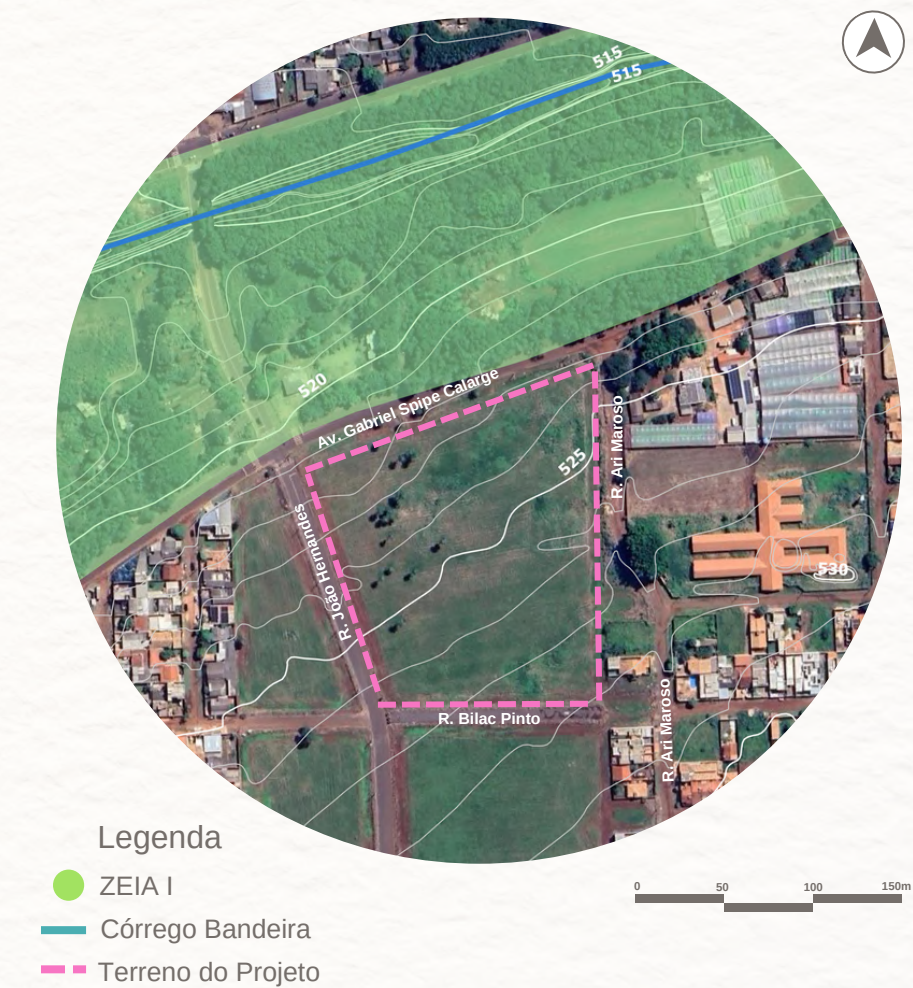 515
515
520
Av. Gabriel Spipe Calarge
R. Ari Maroso
525
R. João Hernandes
530
R. Bilac Pinto
R. Ari Maroso
Legenda
ZEIA I
Córrego Bandeira
Terreno do Projeto
0 50 100 150m